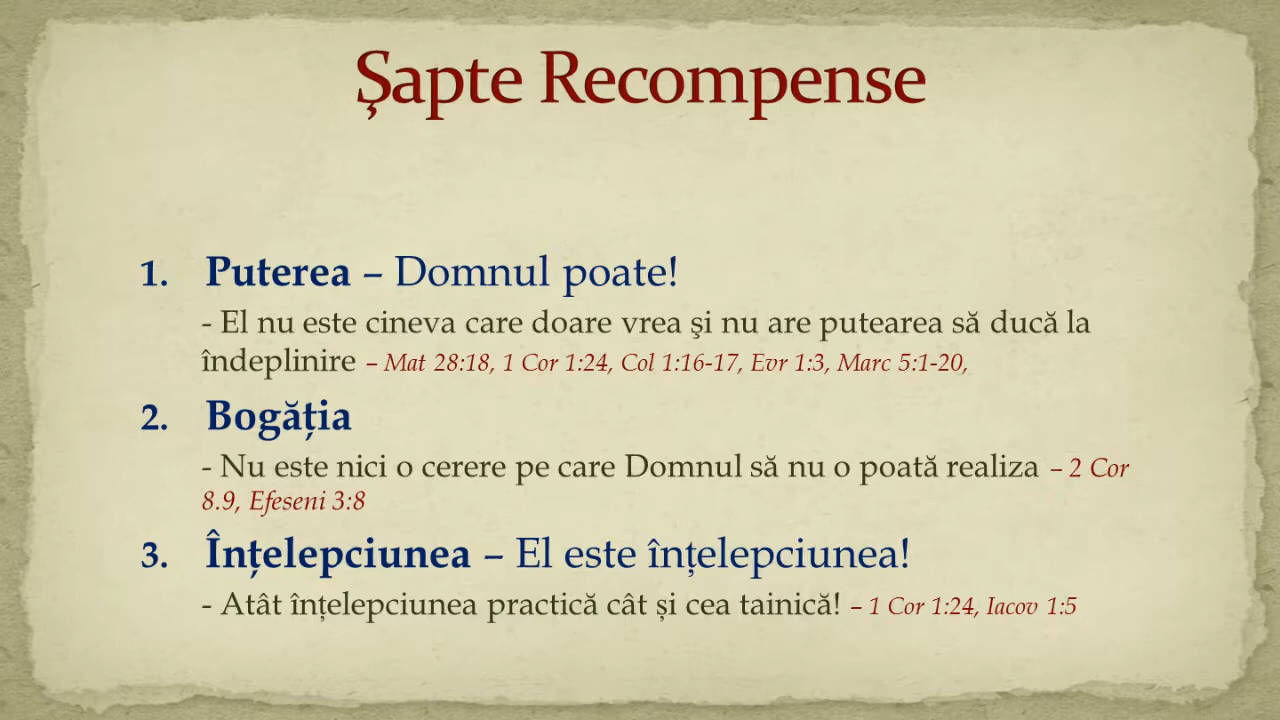 Şapte Recompense
1. Puterea – Domnul poate!
- El nu este cineva care doare vrea şi nu are putearea să ducă la
îndeplinire – Mat 28:18, 1 Cor 1:24, Col 1:16-17, Evr 1:3, Marc 5:1-20,
2. Bogăția
- Nu este nici o cerere pe care Domnul să nu o poată realiza – 2 Cor
8.9, Efeseni 3:8
3. Înțelepciunea – El este înțelepciunea!
- Atât înțelepciunea practică cât și cea tainică! – 1 Cor 1:24, Iacov 1:5